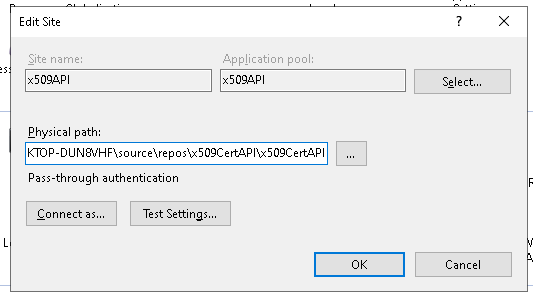 Edit Site
? ×
Site name:
Application pool:
x509API
x509API
Select...
Physical path:
KTOP-DUN8VHF\source\repos\x509CertAPI\x509CertAPI
...
Pass-through authentication
Connect as...
Test Settings...
OK
Cancel